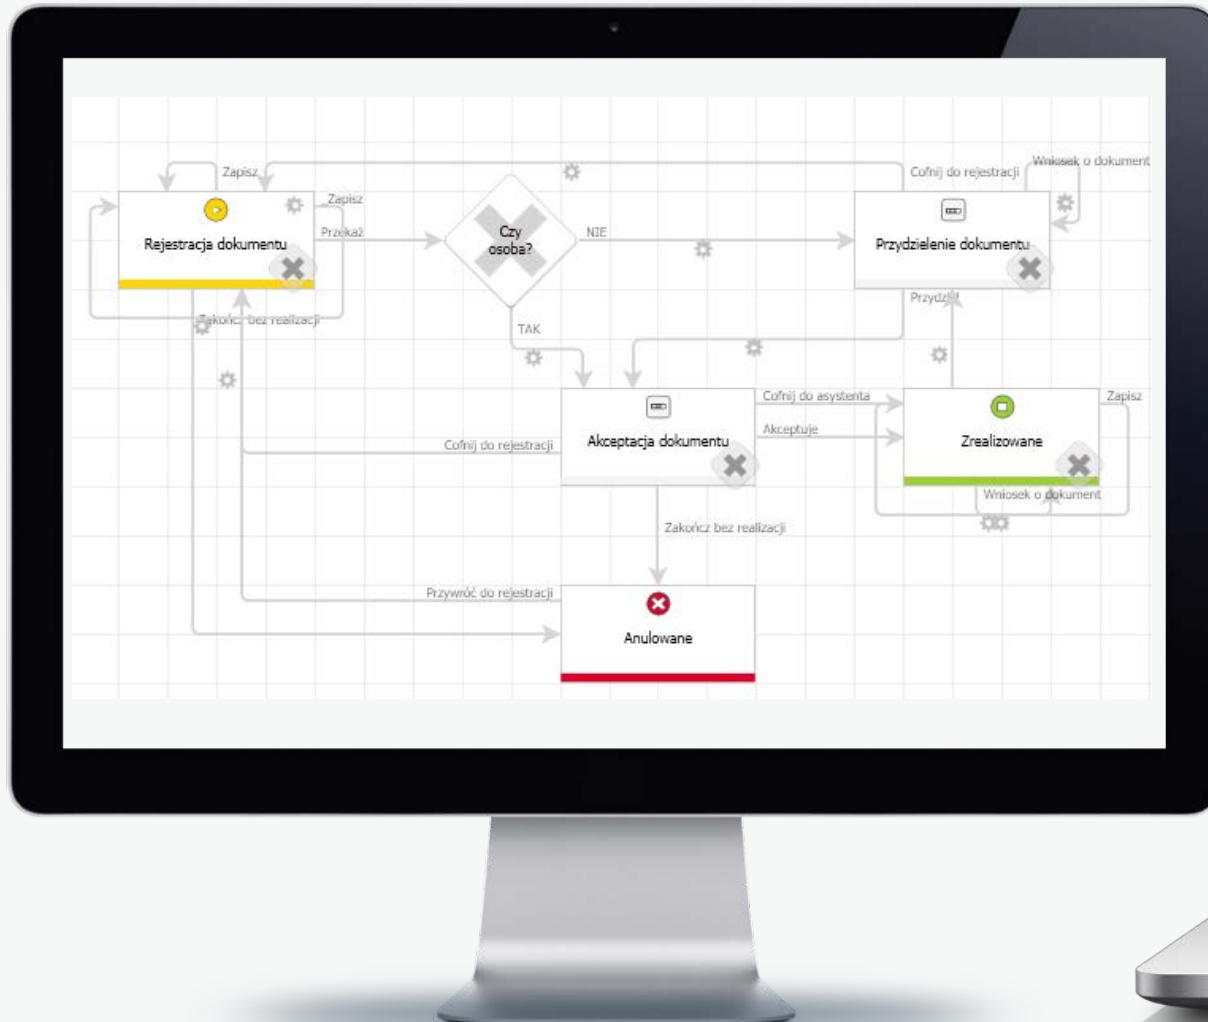 Zapisz
Cofnij do rejestracji
Wniosek o dokument
Zapisz
Przekaż
Rejestracja dokumentu
Czy
osoba?
NIE
Przydzielenie dokumentu
Zakończ bez realizacji
Przydziel
TAK
Cofnij do asystenta
Zapisz
Akceptuje
Akceptacja dokumentu
Zrealizowane
Cofnij do rejestracji
Wniosek o dokument
Zakończ bez realizacji
Przywróć do rejestracji
Anulowane